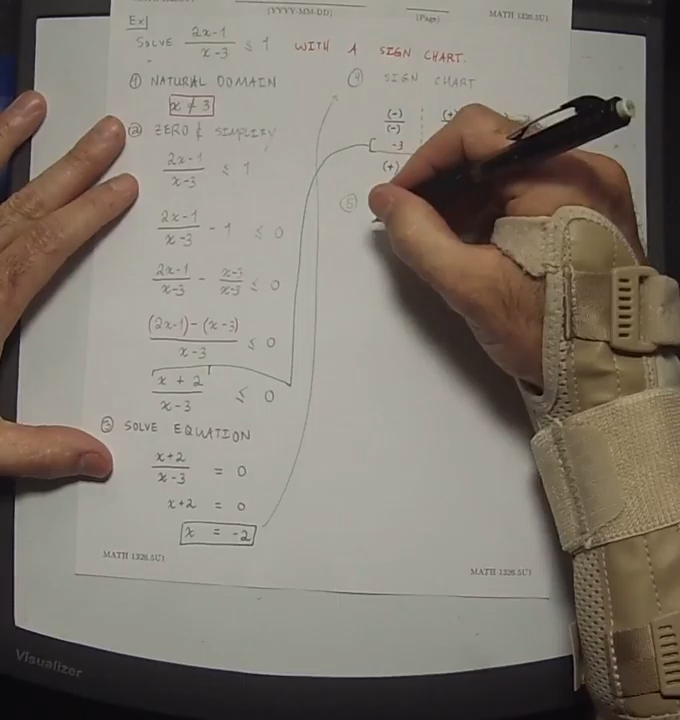 (YYYY-MM-DD)
(Page)
MATH 1326.5U1
Ex
SOLVE (2x-1)/(x-3) ≤ 1 WITH A SIGN CHART.
① NATURAL DOMAIN
x ≠ 3
② ZERO & SIMPLIFY
(2x-1)/(x-3) ≤ 1
(2x-1)/(x-3) - 1 ≤ 0
(2x-1)/(x-3) - (x-3)/(x-3) ≤ 0
((2x-1)-(x-3))/(x-3) ≤ 0
(x+2)/(x-3) ≤ 0
③ SOLVE EQUATION
(x+2)/(x-3) = 0
x+2 = 0
x = -2
④ SIGN CHART
(-)/(-)
-3
(+)
⑤
MATH 1326.5U1
MATH 1326.5U1
Visualizer